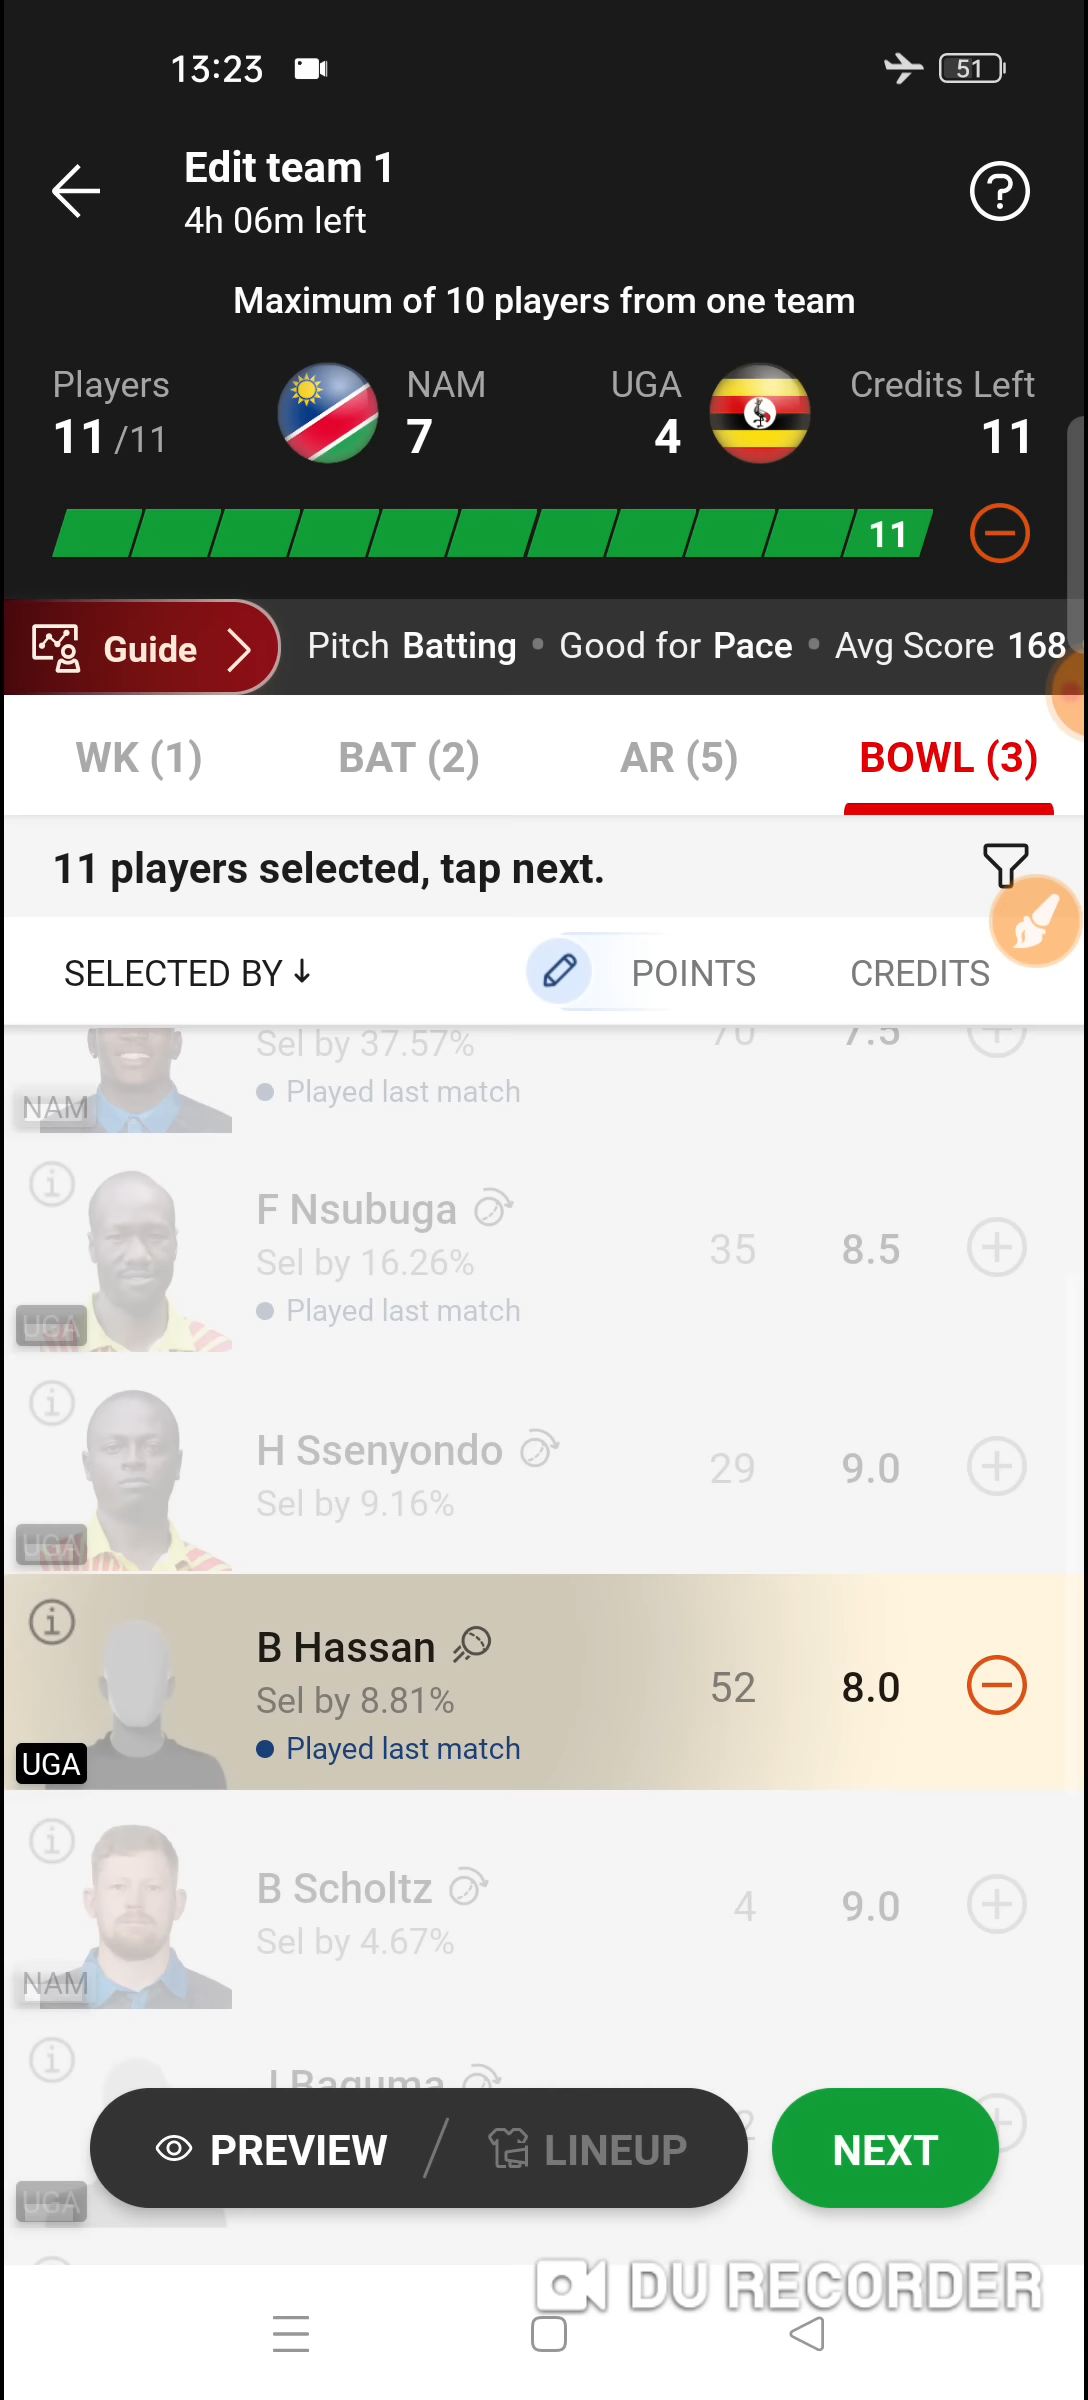 13:23
51
Edit team 1
4h 06m left
Maximum of 10 players from one team
Players NAM UGA Credits Left
11/11 7 4 11
11
Guide Pitch Batting • Good for Pace • Avg Score 168
WK (1) BAT (2) AR (5) BOWL (3)
11 players selected, tap next.
SELECTED BY ↓ POINTS CREDITS
Sel by 37.57% 70 7.5
Played last match
NAM
F Nsubuga
Sel by 16.26% 35 8.5
Played last match
UGA
H Ssenyondo
Sel by 9.16% 29 9.0
UGA
B Hassan
Sel by 8.81% 52 8.0
Played last match
UGA
B Scholtz
Sel by 4.67% 4 9.0
NAM
J Baguma
PREVIEW / LINEUP NEXT
UGA
DU RECORDER